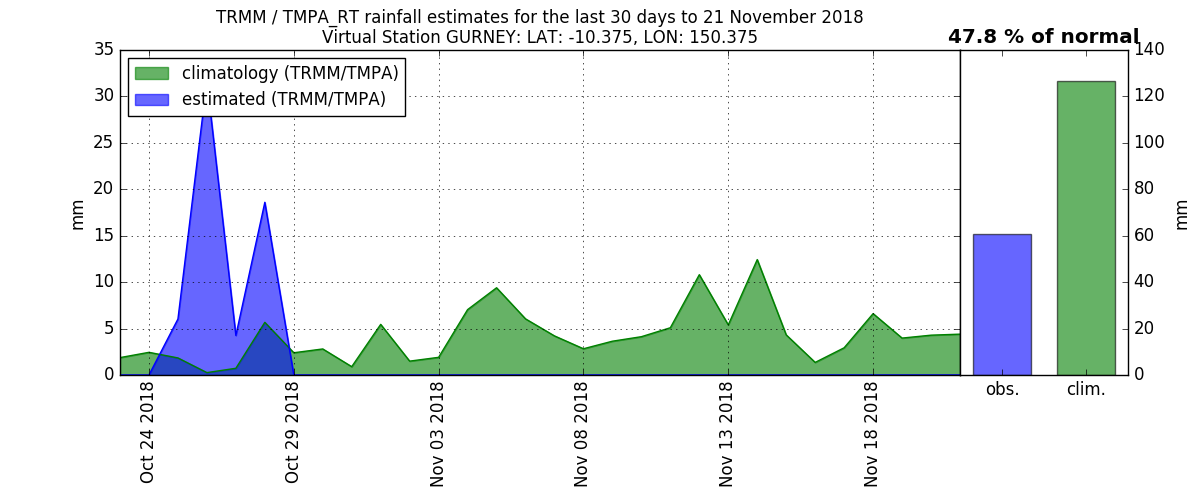 TRMM / TMPA_RT rainfall estimates for the last 30 days to 21 November 2018
Virtual Station GURNEY: LAT: -10.375, LON: 150.375
47.8 % of normal
climatology (TRMM/TMPA)
estimated (TRMM/TMPA)
35
30
25
20
15
10
5
0
mm
Oct 24 2018
Oct 29 2018
Nov 03 2018
Nov 08 2018
Nov 13 2018
Nov 18 2018
140
120
100
80
60
40
20
0
mm
obs.
clim.